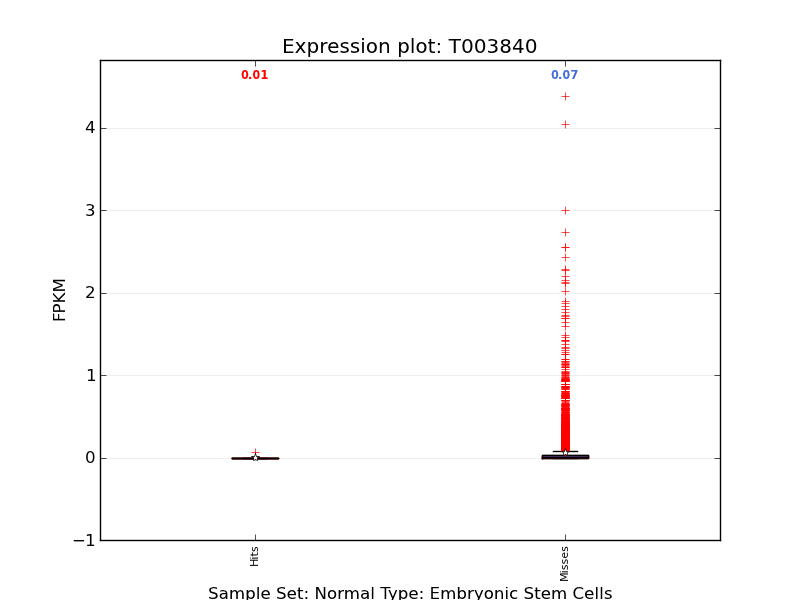 Expression plot: T003840
0.01
0.07
4
3
2
1
0
−1
FPKM
Hits
Misses
Sample Set: Normal Type: Embryonic Stem Cells